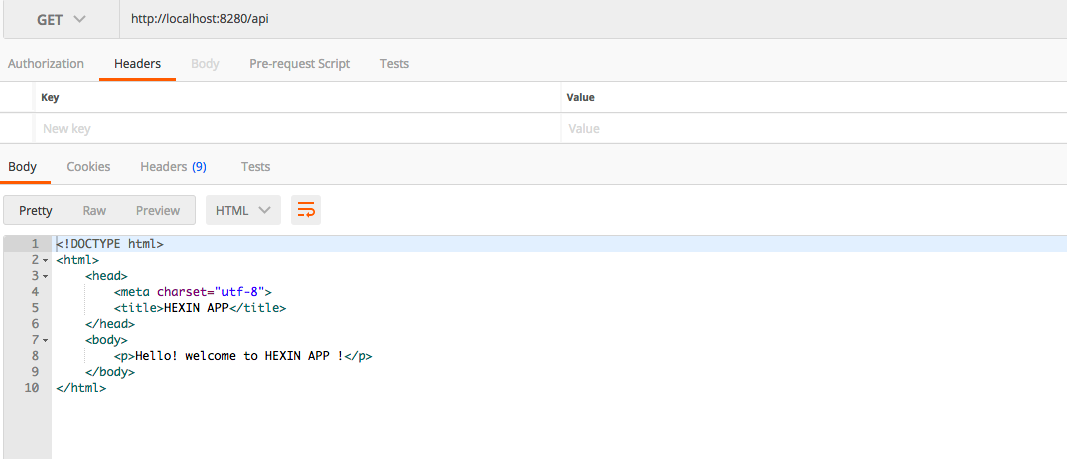 GET http://localhost:8280/api
Authorization Headers Body Pre-request Script Tests
Key Value
New key Value
Body Cookies Headers (9) Tests
Pretty Raw Preview HTML
1 <!DOCTYPE html>
2 <html>
3 <head>
4 <meta charset="utf-8">
5 <title>HEXIN APP</title>
6 </head>
7 <body>
8 <p>Hello! welcome to HEXIN APP !</p>
9 </body>
10 </html>